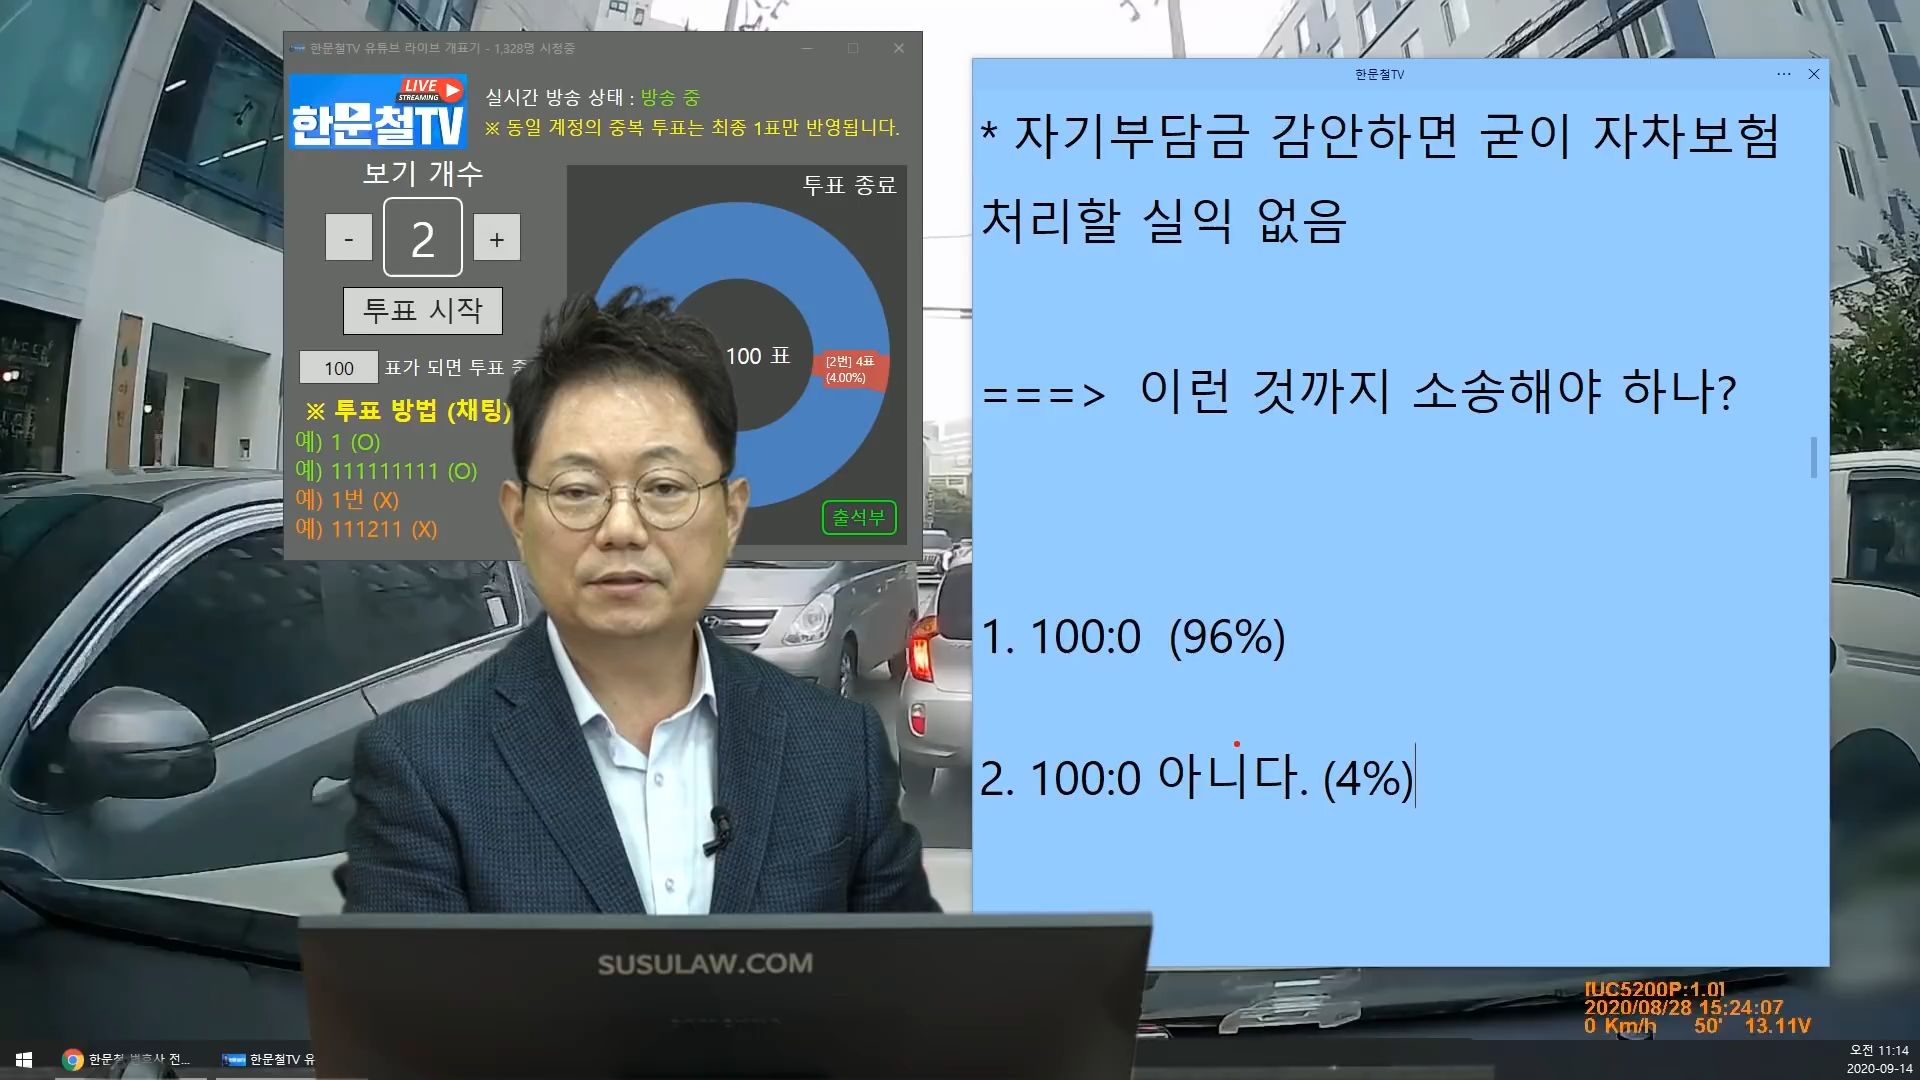 한문철TV 유튜브 라이브 개표기 - 1,328명 시청중
LIVE
STREAMING
한문철TV
실시간 방송 상태 : 방송 중
※ 동일 계정의 중복 투표는 최종 1표만 반영됩니다.
보기 개수
- 2 +
투표 시작
100 표가 되면 투표
※ 투표 방법 (채팅)
예) 1 (O)
예) 111111111 (O)
예) 1번 (X)
예) 111211 (X)
투표 종료
100 표
[2번] 4표
(4.00%)
출석부
한문철TV
* 자기부담금 감안하면 굳이 자차보험
처리할 실익 없음
===> 이런 것까지 소송해야 하나?
1. 100:0 (96%)
2. 100:0 아니다. (4%)
SUSULAW.COM
[UC5200P:1.0]
2020/08/28 15:24:07
0 Km/h 50' 13.11V
한문철 변호사 전...
한문철TV 유
오전 11:14
2020-09-14